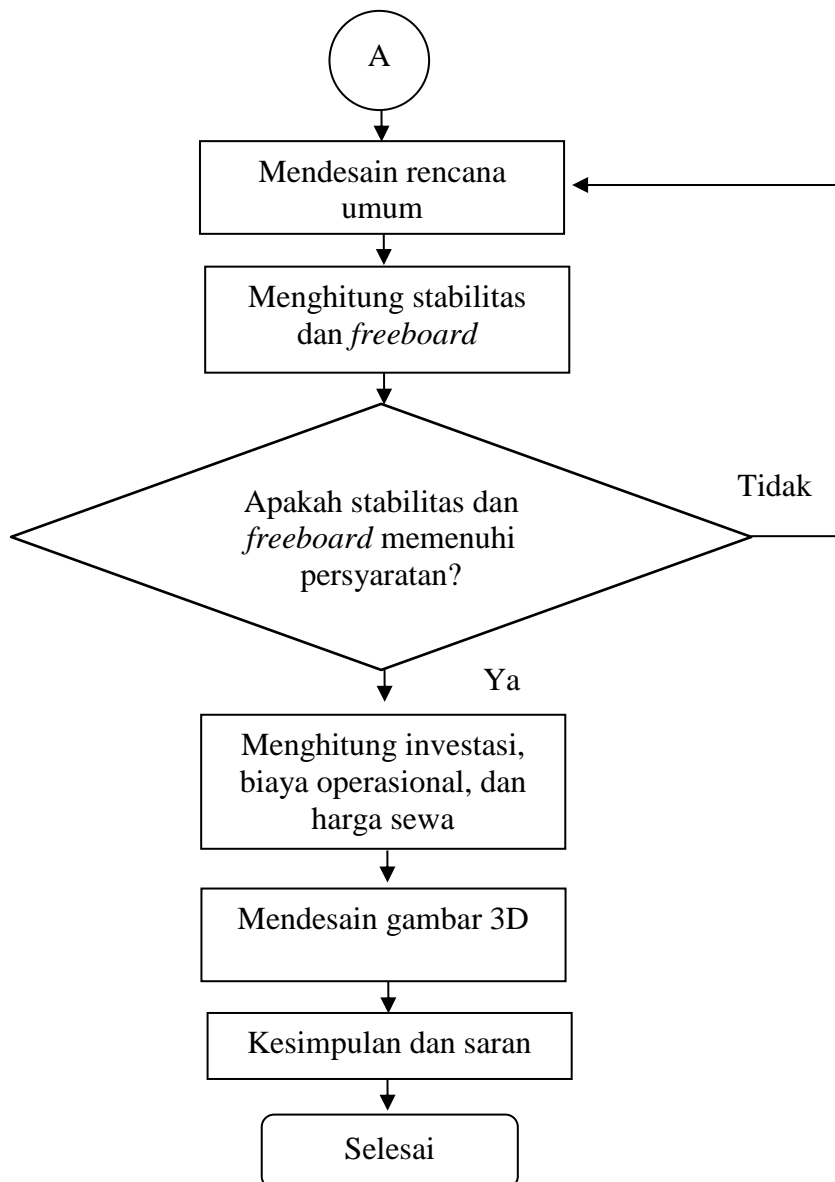 A
Mendesain rencana
umum
Menghitung stabilitas
dan freeboard
Apakah stabilitas dan
freeboard memenuhi
persyaratan?
Tidak
Ya
Menghitung investasi,
biaya operasional, dan
harga sewa
Mendesain gambar 3D
Kesimpulan dan saran
Selesai